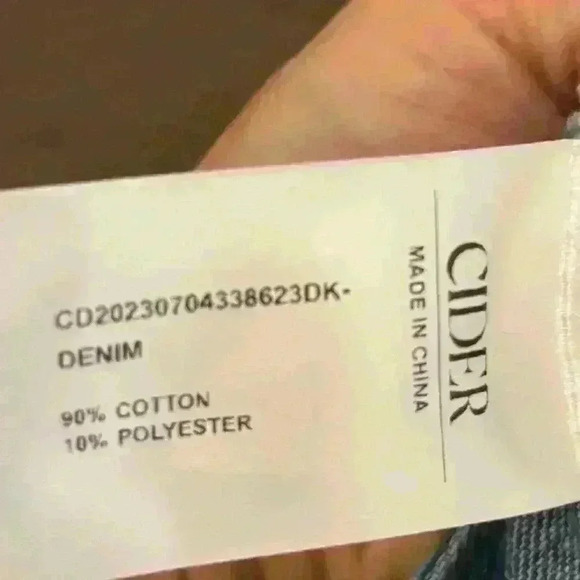 CIDER
MADE IN CHINA
CD20230704338623DK-
DENIM
90% COTTON
10% POLYESTER